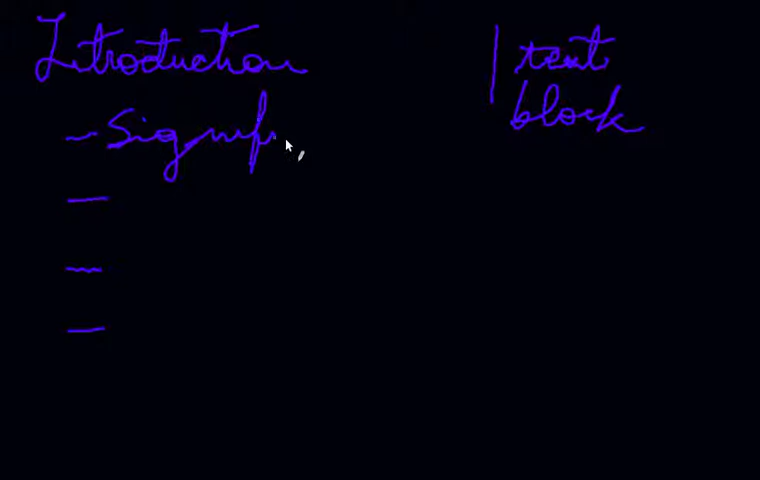 Introduction
- Signif
-
-
-
| text
block